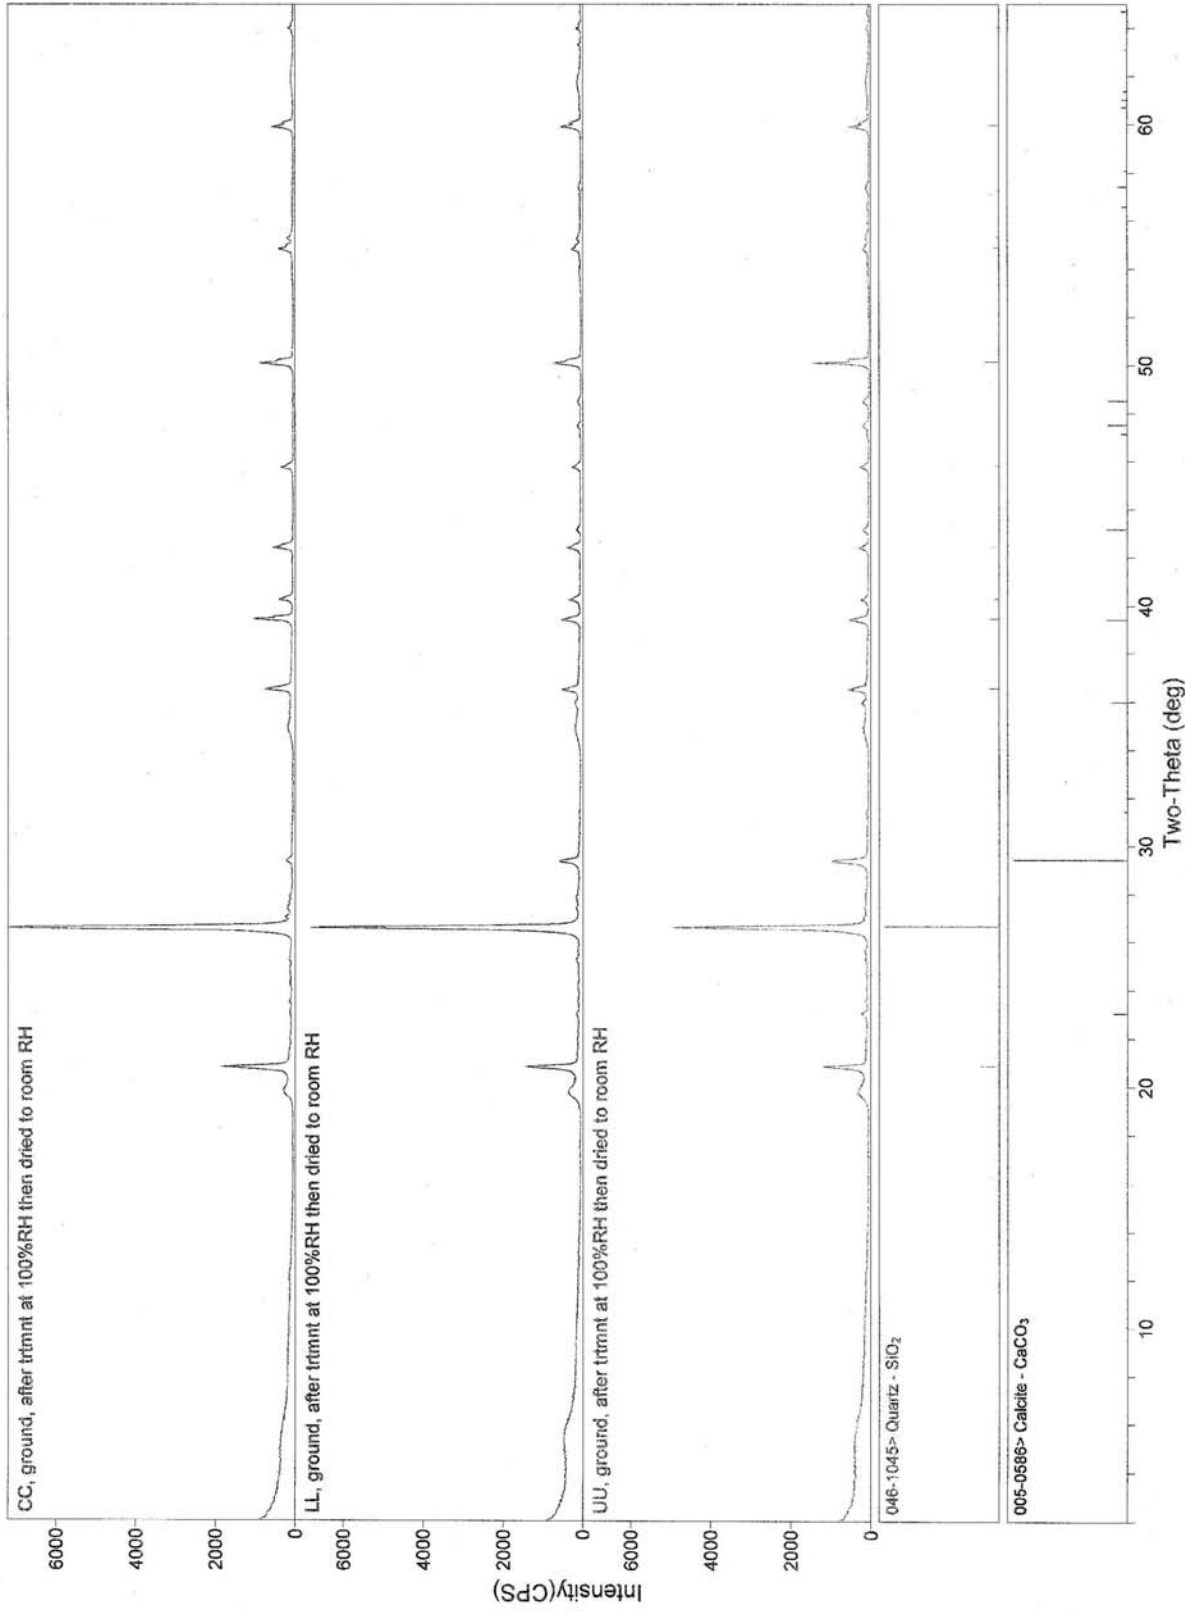 CC, ground, after trtmnt at 100%RH then dried to room RH
6000
4000
2000
0
LL, ground, after trtmnt at 100%RH then dried to room RH
6000
4000
2000
0
UU, ground, after trtmnt at 100%RH then dried to room RH
6000
4000
2000
0
Intensity(CPS)
046-1045> Quartz - SiO₂
005-0586> Calcite - CaCO₃
10 20 30 40 50 60
Two-Theta (deg)